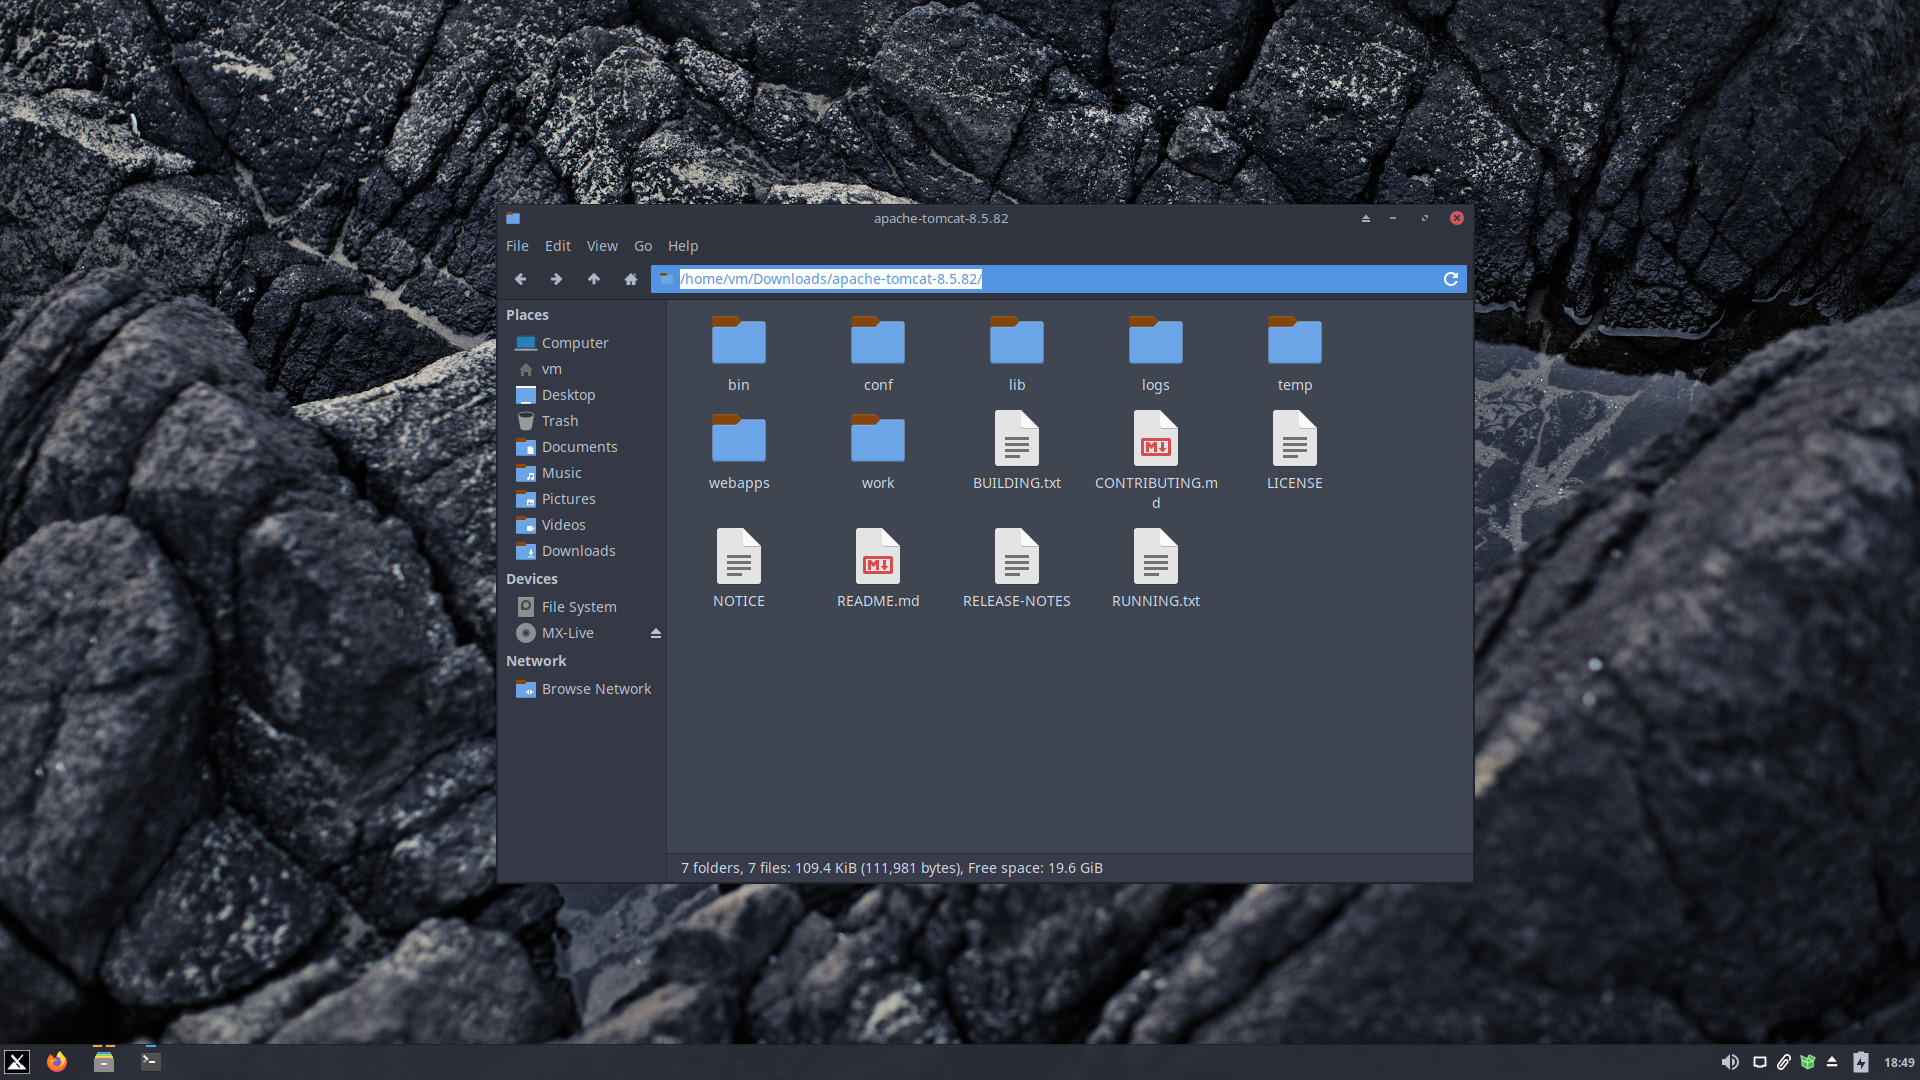 apache-tomcat-8.5.82
File Edit View Go Help
/home/vm/Downloads/apache-tomcat-8.5.82/
Places
Computer
vm
Desktop
Trash
Documents
Music
Pictures
Videos
Downloads
Devices
File System
MX-Live
Network
Browse Network
bin conf lib logs temp
webapps work BUILDING.txt CONTRIBUTING.m
d
LICENSE
NOTICE README.md RELEASE-NOTES RUNNING.txt
7 folders, 7 files: 109.4 KiB (111,981 bytes), Free space: 19.6 GiB
18:49